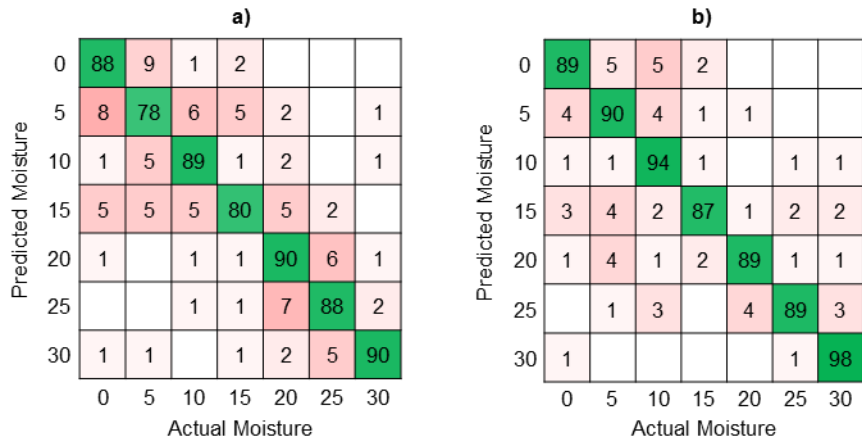 a)
Predicted Moisture
0 88 9 1 2
5 8 78 6 5 2 1
10 1 5 89 1 2 1
15 5 5 5 80 5 2
20 1 1 1 90 6 1
25 1 1 7 88 2
30 1 1 1 2 5 90
0 5 10 15 20 25 30
Actual Moisture
b)
Predicted Moisture
0 89 5 5 2
5 4 90 4 1 1
10 1 1 94 1 1 1
15 3 4 2 87 1 2 2
20 1 4 1 2 89 1 1
25 1 3 4 89 3
30 1 1 98
0 5 10 15 20 25 30
Actual Moisture